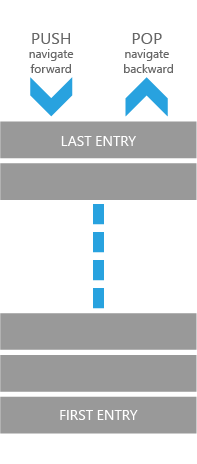 PUSH
navigate
forward
POP
navigate
backward
LAST ENTRY
FIRST ENTRY